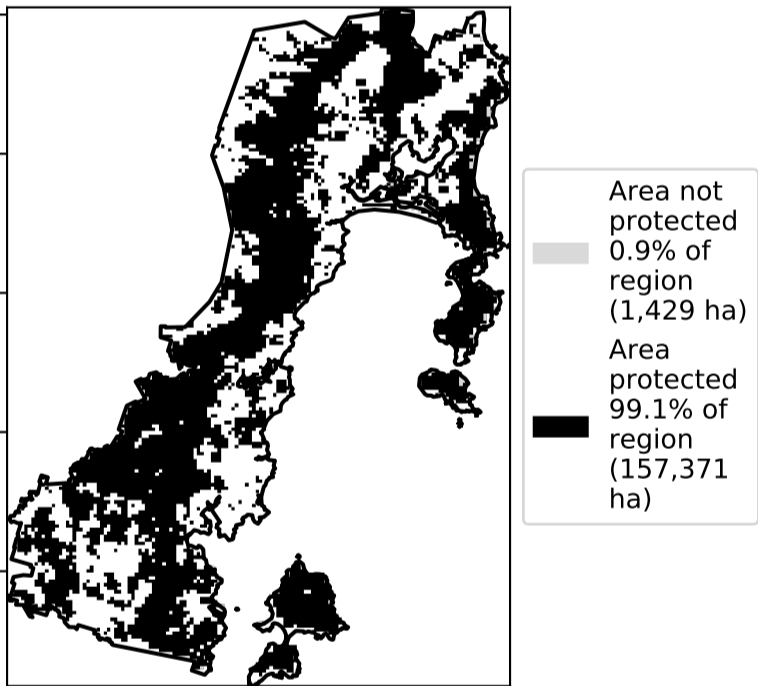 Area not
protected
0.9% of
region
(1,429 ha)
Area
protected
99.1% of
region
(157,371
ha)